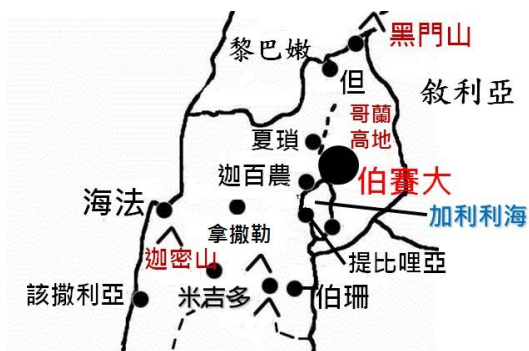 黑門山
黎巴嫩
但
敘利亞
哥蘭
高地
夏瑣
迦百農
伯賽大
海法
加利利海
拿撒勒
迦密山
提比哩亞
該撒利亞
米吉多
伯珊